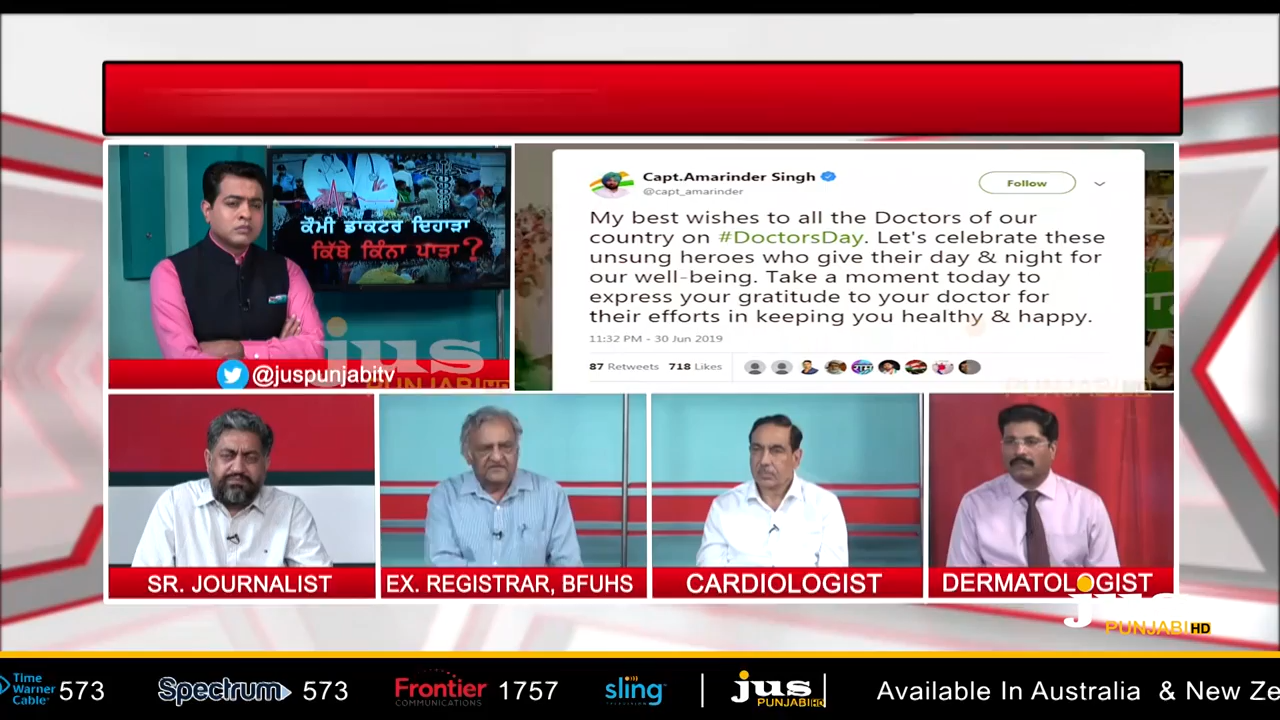 ਕੌਮੀ ਡਾਕਟਰ ਦਿਹਾੜਾ
ਕਿੱਥੇ ਕਿੰਨਾ ਪਾੜਾ?
jus
PUNJABI HD
@juspunjabitv
Capt.Amarinder Singh
@capt_amarinder
Follow
My best wishes to all the Doctors of our
country on #DoctorsDay. Let's celebrate these
unsung heroes who give their day & night for
our well-being. Take a moment today to
express your gratitude to your doctor for
their efforts in keeping you healthy & happy.
11:32 PM - 30 Jun 2019
87 Retweets 718 Likes
SR. JOURNALIST
EX. REGISTRAR, BFUHS
CARDIOLOGIST
DERMATOLOGIST
jus
PUNJABI HD
Time Warner Cable 573 Spectrum 573 Frontier COMMUNICATIONS 1757 sling TELEVISION jus PUNJABI HD Available In Australia & New Ze